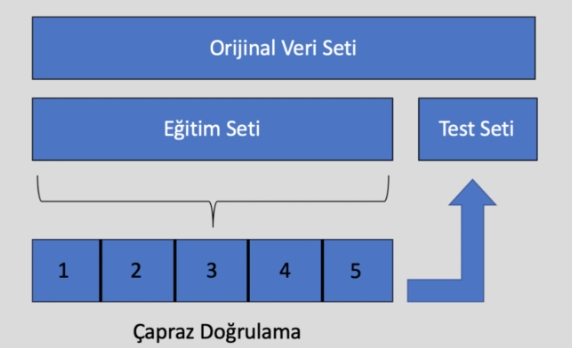 Orijinal Veri Seti
Eğitim Seti
Test Seti
1 2 3 4 5
Çapraz Doğrulama